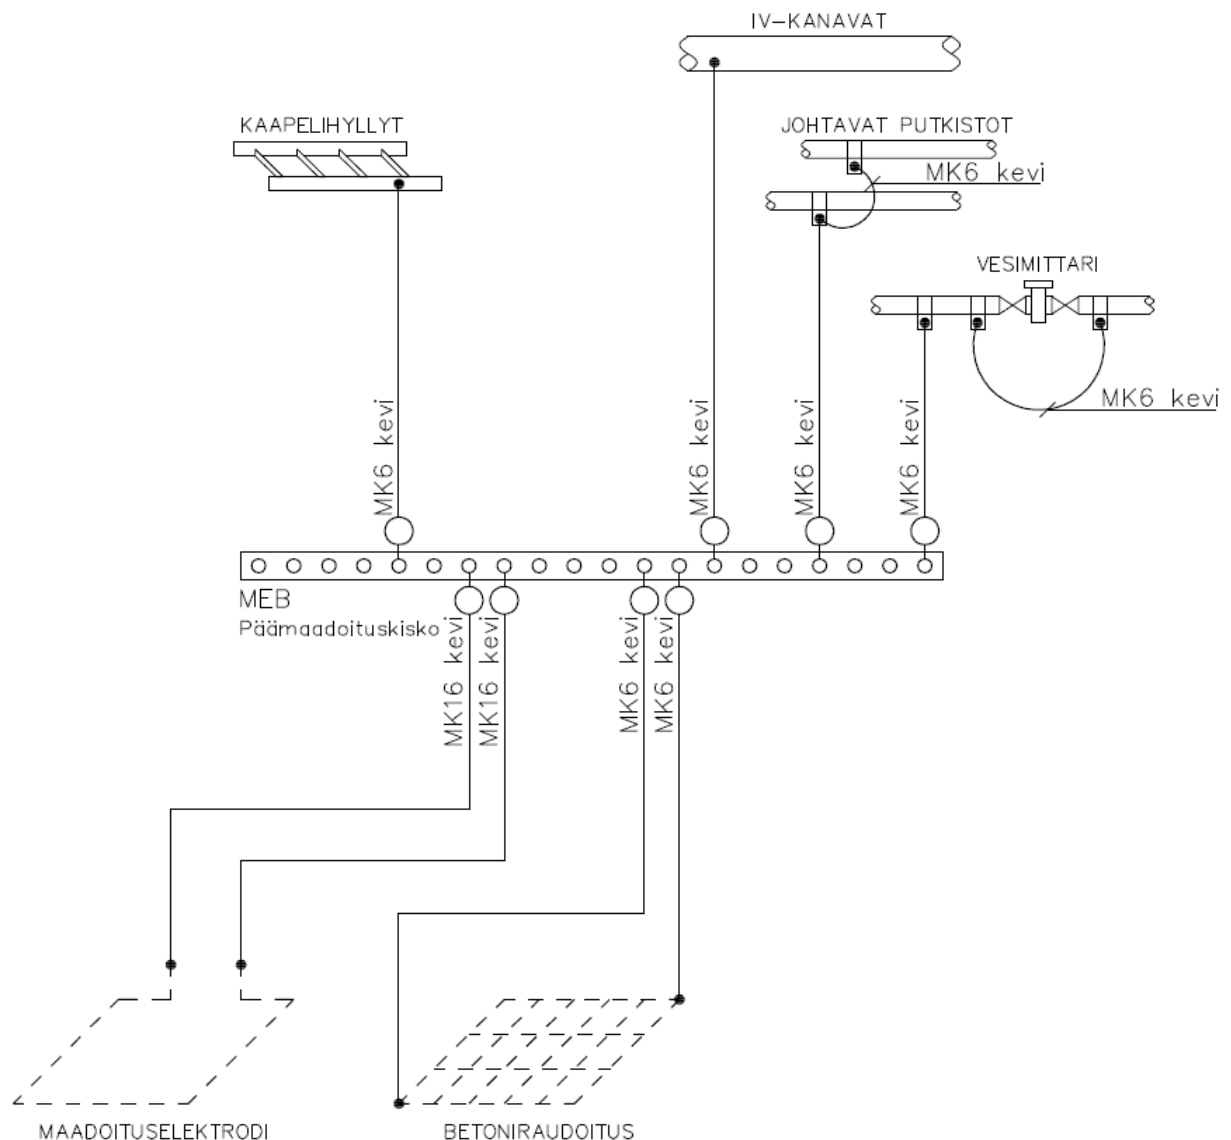 IV-KANAVAT
KAAPELIHYLLYT
JOHTAVAT PUTKISTOT
MK6 kevi
VESIMITTARI
MK6 kevi
MK6 kevi
MK6 kevi
MK6 kevi
MK6 kevi
MEB
Päämaadoituskisko
MK16 kevi
MK16 kevi
MK6 kevi
MK6 kevi
MAADOITUSELEKTRODI
BETONIRAUDOITUS